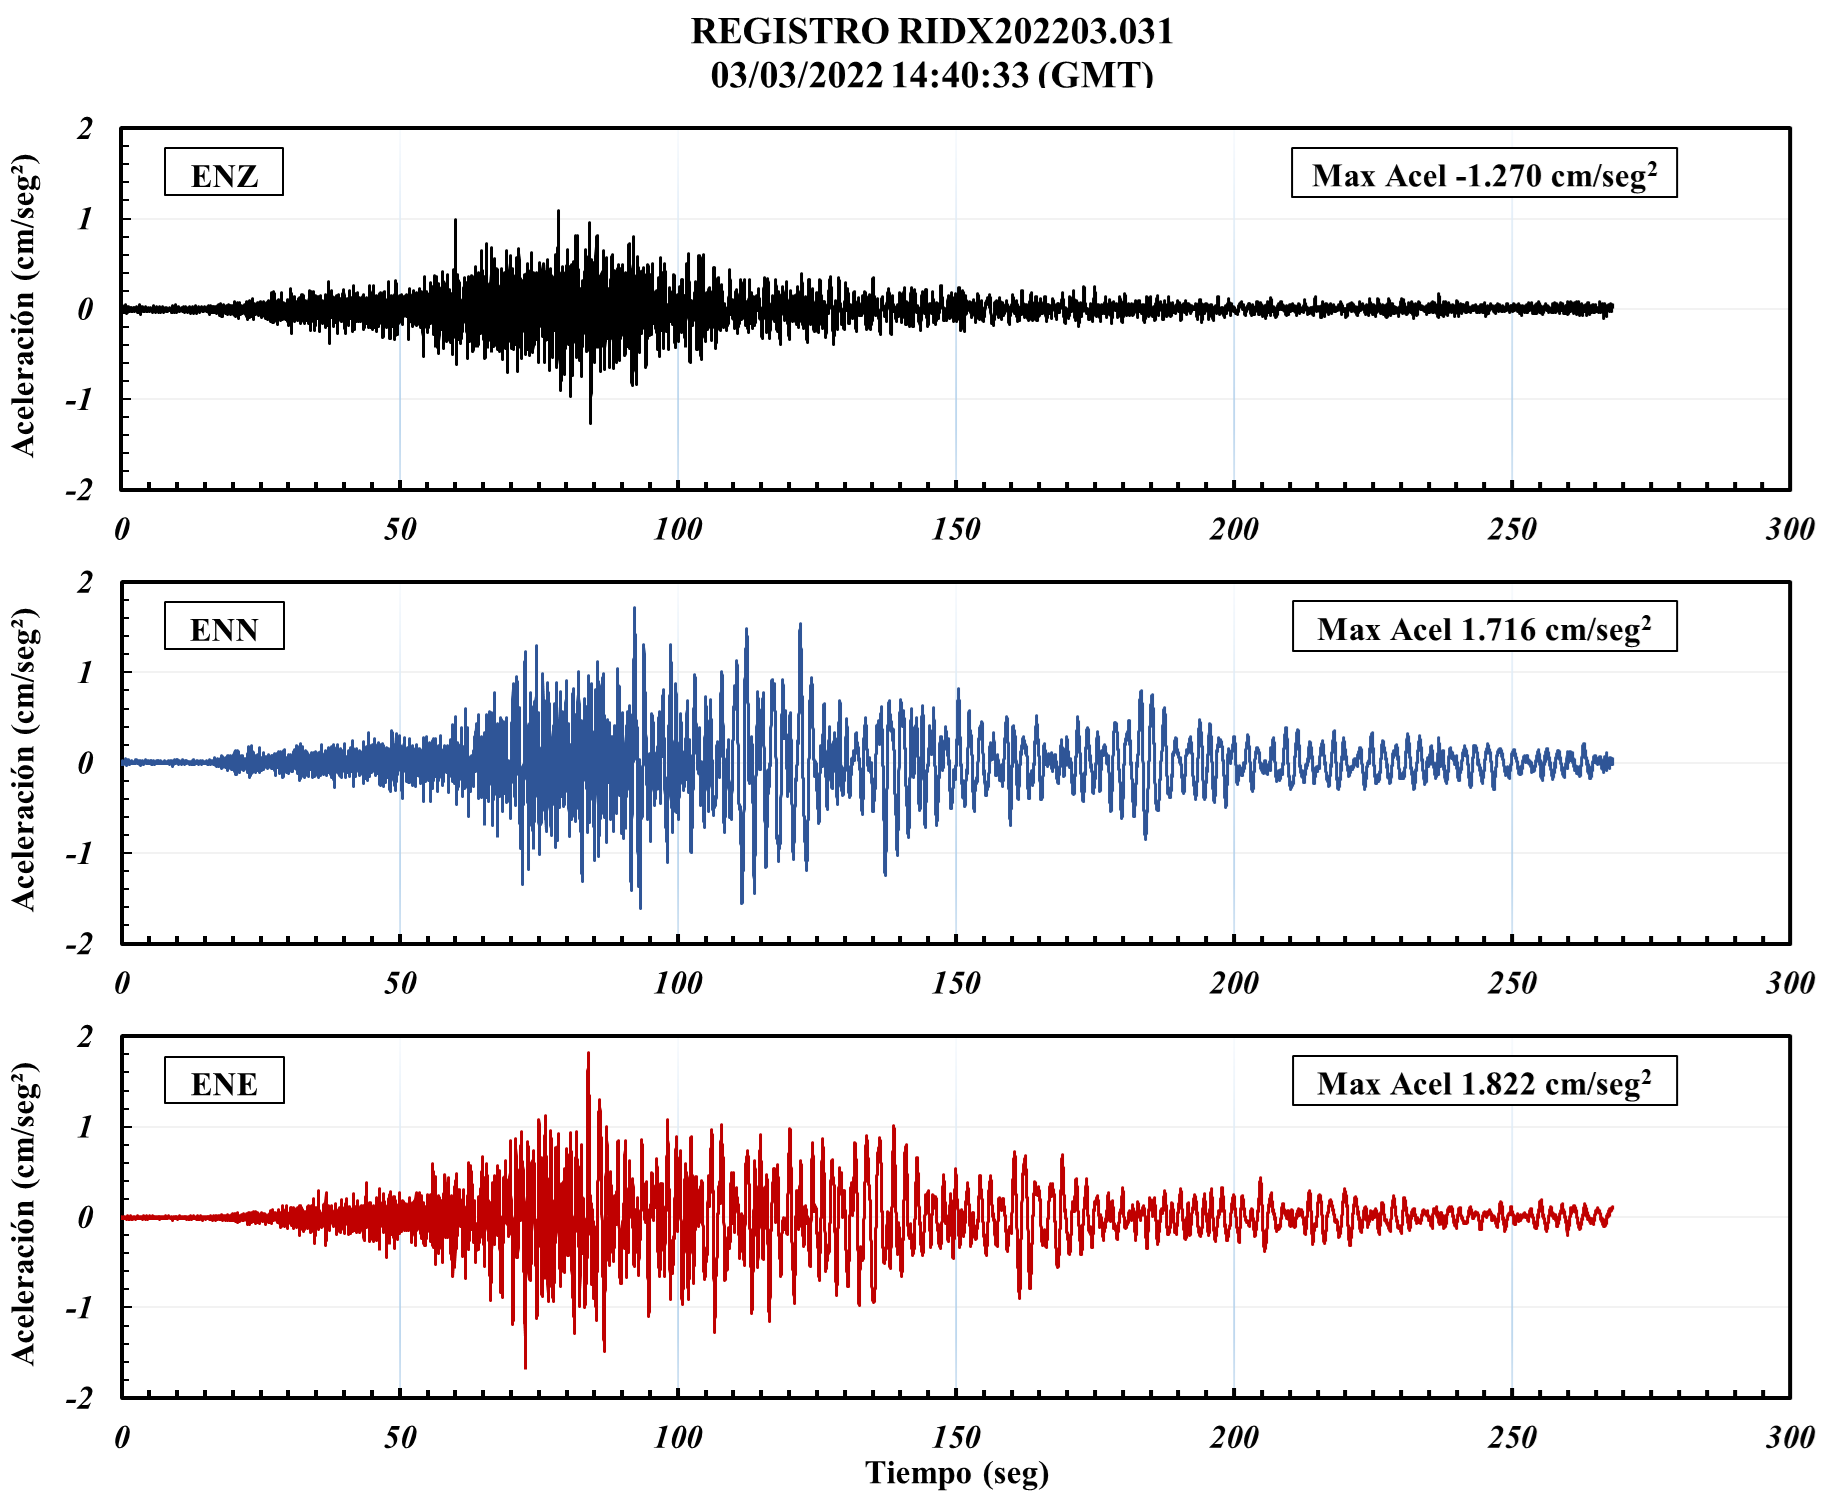 REGISTRO RIDX202203.031
03/03/2022 14:40:33 (GMT)
2
1
0
-1
-2
Aceleración (cm/seg²)
ENZ
Max Acel -1.270 cm/seg²
0 50 100 150 200 250 300
2
1
0
-1
-2
Aceleración (cm/seg²)
ENN
Max Acel 1.716 cm/seg²
0 50 100 150 200 250 300
2
1
0
-1
-2
Aceleración (cm/seg²)
ENE
Max Acel 1.822 cm/seg²
0 50 100 150 200 250 300
Tiempo (seg)